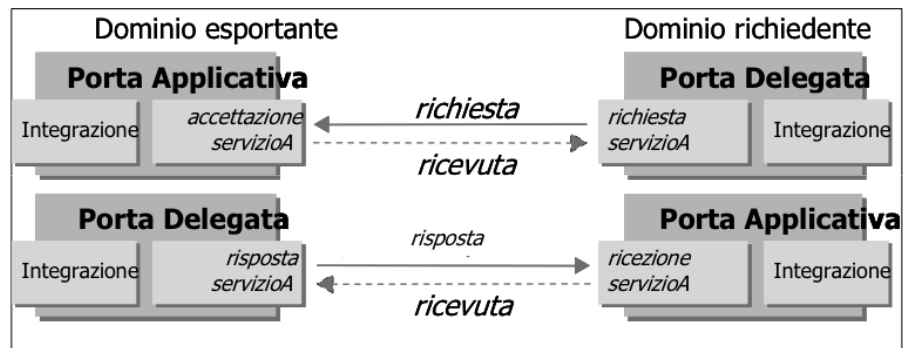 Dominio esportante
Dominio richiedente
Porta Applicativa
Porta Delegata
Integrazione
accettazione
servizioA
richiesta
ricevuta
richiesta
servizioA
Integrazione
Porta Delegata
Porta Applicativa
Integrazione
risposta
servizioA
risposta
ricevuta
ricezione
servizioA
Integrazione